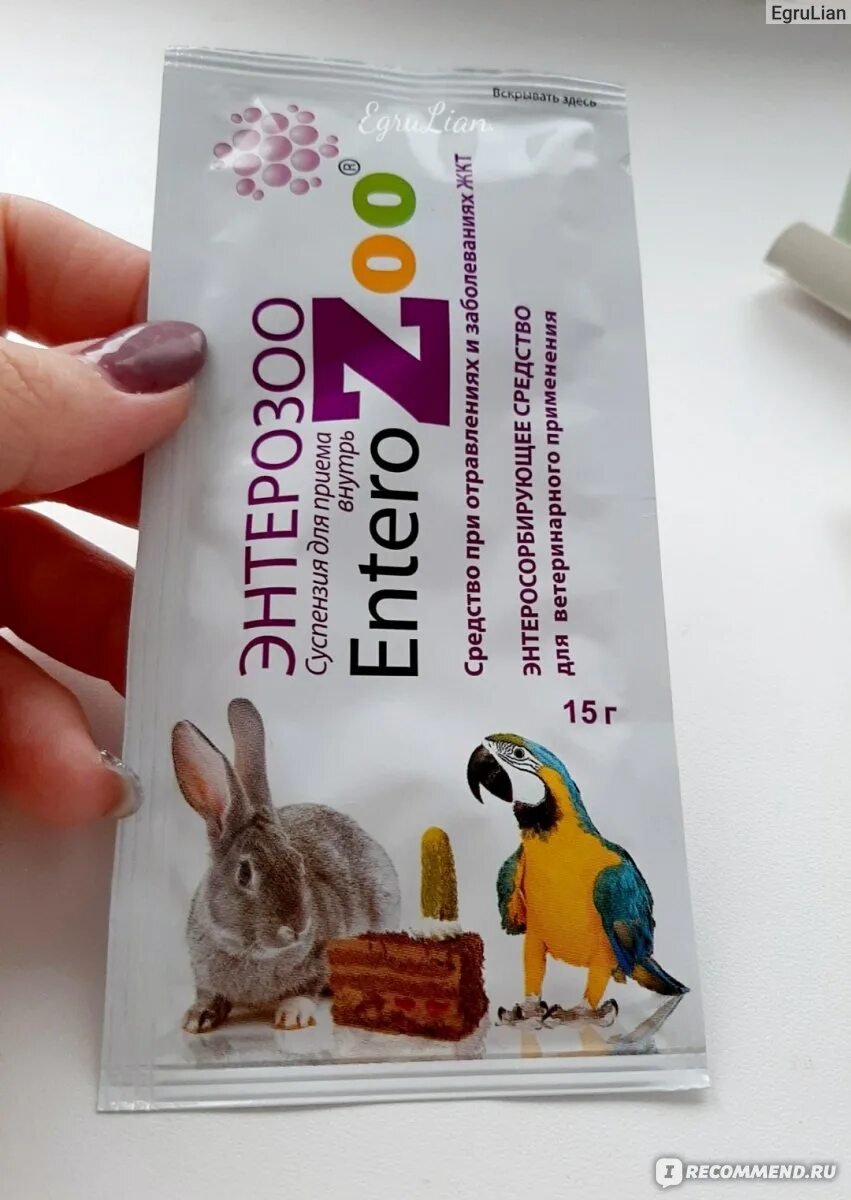 EgruLian
Вскрывать здесь
EgruLian
ЭНТЕРОЗОО
Суспензия для приема
внутрь
EnteroZoo®
Средство при отравлениях и заболеваниях ЖКТ
ЭНТЕРОСОРБИРУЮЩЕЕ СРЕДСТВО
для ветеринарного применения
15 г
IRECOMMEND.RU